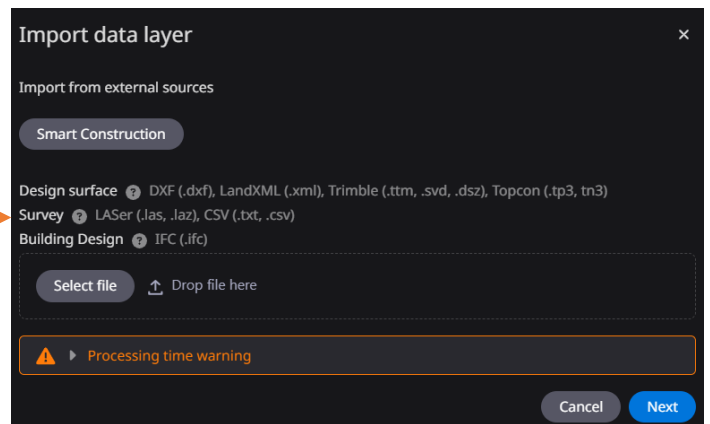 Import data layer
Import from external sources
Smart Construction
Design surface ? DXF (.dxf), LandXML (.xml), Trimble (.ttm, .svd, .dsz), Topcon (.tp3, tn3)
Survey ? LASer (.las, .laz), CSV (.txt, .csv)
Building Design ? IFC (.ifc)
Select file Drop file here
Processing time warning
Cancel Next